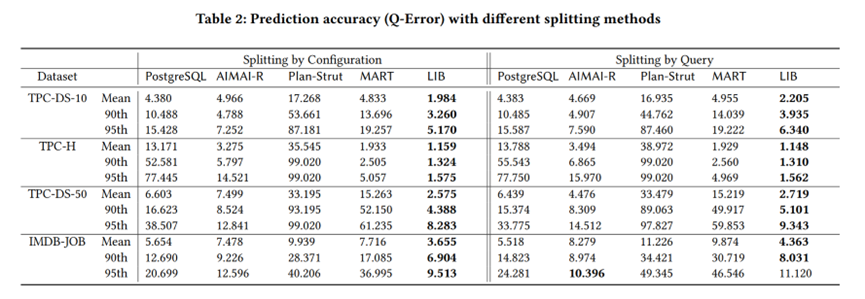 Table 2: Prediction accuracy (Q-Error) with different splitting methods
Splitting by Configuration Splitting by Query
Dataset PostgreSQL AIMAI-R Plan-Strut MART LIB PostgreSQL AIMAI-R Plan-Strut MART LIB
TPC-DS-10 Mean 4.380 4.966 17.268 4.833 1.984 4.383 4.669 16.935 4.955 2.205
90th 10.488 4.788 53.661 13.696 3.260 10.485 4.907 44.762 14.039 3.935
95th 15.428 7.252 87.181 19.257 5.170 15.587 7.590 87.460 19.222 6.340
TPC-H Mean 13.171 3.275 35.545 1.933 1.159 13.788 3.494 38.972 1.929 1.148
90th 52.581 5.797 99.020 2.505 1.324 55.543 6.865 99.020 2.560 1.310
95th 77.445 14.521 99.020 5.057 1.575 77.750 15.970 99.020 4.969 1.562
TPC-DS-50 Mean 6.603 7.499 33.195 15.263 2.575 6.439 4.476 33.479 15.219 2.719
90th 16.623 8.524 93.195 52.150 4.388 15.374 8.309 89.063 49.917 5.101
95th 38.507 12.841 99.020 61.235 8.283 33.775 14.512 97.827 59.853 9.343
IMDB-JOB Mean 5.654 7.478 9.939 7.716 3.655 5.518 8.279 11.226 9.874 4.363
90th 12.690 9.226 28.371 17.085 6.904 14.823 8.974 34.421 30.719 8.031
95th 20.699 12.596 40.206 36.995 9.513 24.281 10.396 49.345 46.546 11.120